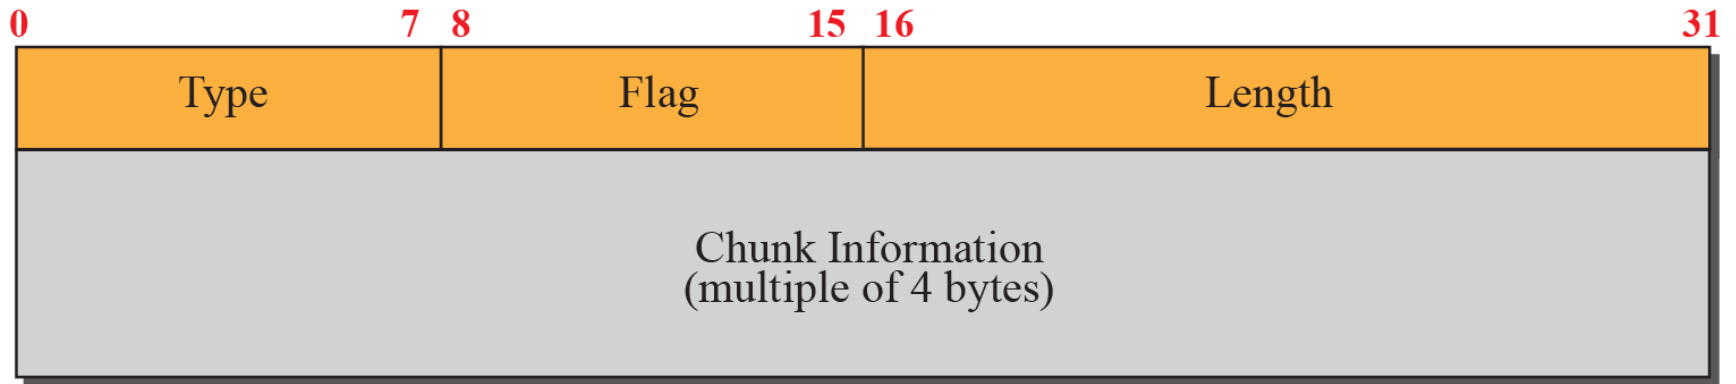 0 7 8 15 16 31
Type Flag Length
Chunk Information
(multiple of 4 bytes)